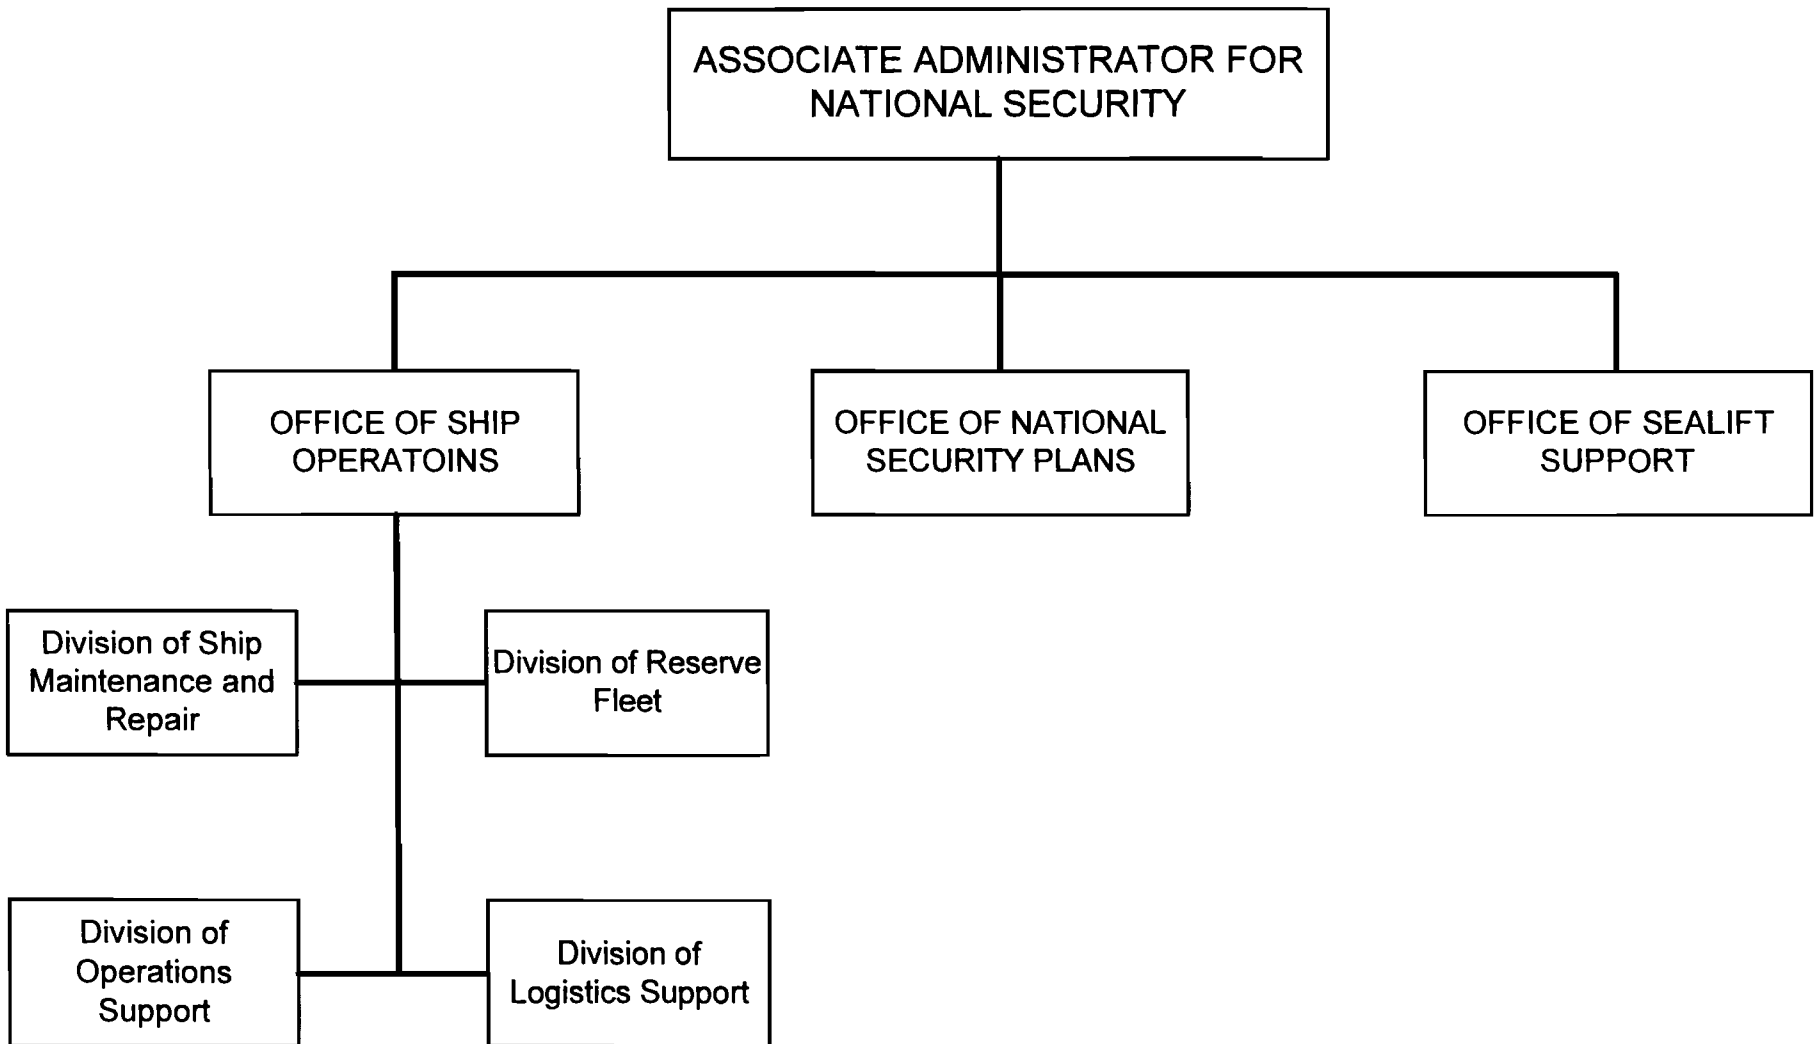 ASSOCIATE ADMINISTRATOR FOR
NATIONAL SECURITY
OFFICE OF SHIP
OPERATOINS
OFFICE OF NATIONAL
SECURITY PLANS
OFFICE OF SEALIFT
SUPPORT
Division of Ship
Maintenance and
Repair
Division of Reserve
Fleet
Division of
Operations
Support
Division of
Logistics Support